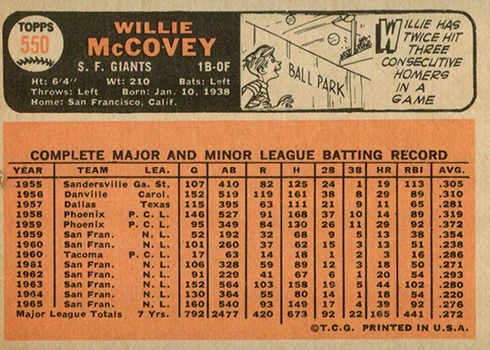 TOPPS
550
WILLIE
McCOVEY
S. F. GIANTS 1B-OF
Ht: 6'4" Wt: 210 Bats: Left
Throws: Left Born: Jan. 10, 1938
Home: San Francisco, Calif.
BALL PARK
WILLIE HAS
TWICE HIT
THREE
CONSECUTIVE
HOMERS IN
A GAME
COMPLETE MAJOR AND MINOR LEAGUE BATTING RECORD
YEAR TEAM LEA. G AB R H 2B 3B HR RBI AVG.
1955 Sandersville Ga. St. 107 410 82 125 24 1 19 113 .305
1956 Danville Carol. 152 519 119 161 38 8 29 89 .310
1957 Dallas Texas 115 395 63 111 21 9 11 65 .281
1958 Phoenix P. C. L. 146 527 91 168 37 10 14 89 .319
1959 Phoenix P. C. L. 95 349 84 130 26 11 29 92 .372
1959 San Fran. N. L. 52 192 32 68 9 5 13 38 .354
1960 San Fran. N. L. 101 260 37 62 15 3 13 51 .238
1960 Tacoma P. C. L. 17 63 14 18 1 2 3 16 .286
1961 San Fran. N. L. 106 328 59 89 12 3 18 50 .271
1962 San Fran. N. L. 91 229 41 67 6 1 20 54 .293
1963 San Fran. N. L. 152 564 103 158 19 5 44 102 .280
1964 San Fran. N. L. 130 364 55 80 14 1 18 54 .220
1965 San Fran. N. L. 160 540 93 149 17 4 39 92 .276
Major League Totals 7 Yrs. 792 2477 420 673 92 22 165 441 .272
©T.C.G. PRINTED IN U.S.A.